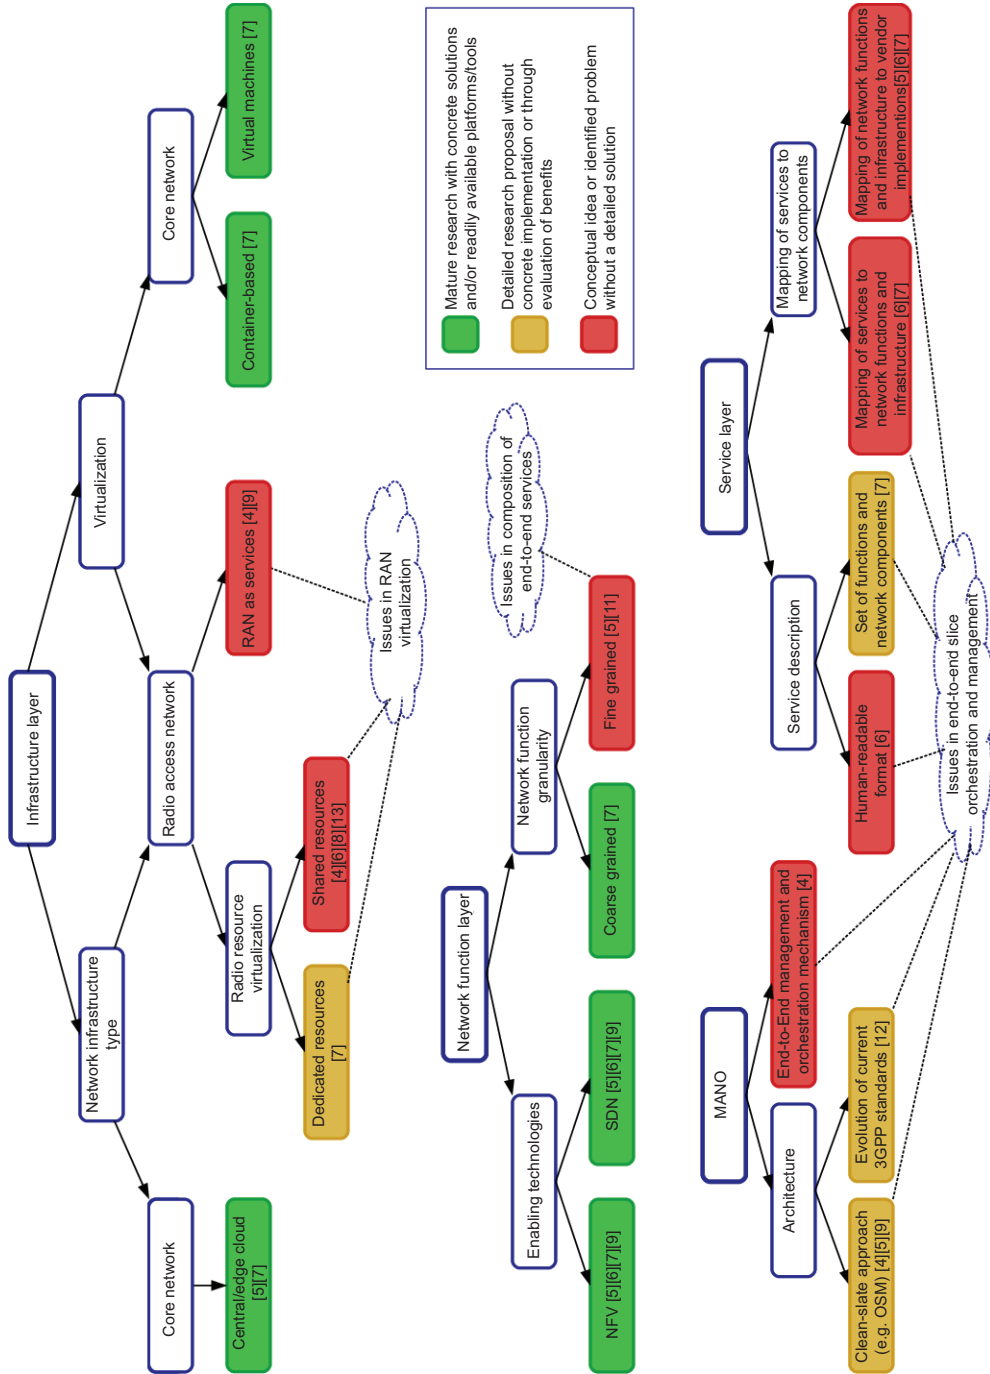 Infrastructure layer
Network infrastructure
type
Virtualization
Core network
Radio access network
Core network
Central/edge cloud
[5][7]
Radio resource
virtualization
RAN as services [4][9]
Container-based [7]
Virtual machines [7]
Dedicated resources
[7]
Shared resources
[4][6][8][13]
Issues in RAN
virtualization
Network function layer
Enabling technologies
Network function
granularity
NFV [5][6][7][9]
SDN [5][6][7][9]
Coarse grained [7]
Fine grained [5][11]
Issues in composition of
end-to-end services
Mature research with concrete solutions
and/or readily available platforms/tools
Detailed research proposal without
concrete implementation or through
evaluation of benefits
Conceptual idea or identified problem
without a detailed solution
MANO
Architecture
End-to-End management and
orchestration mechanism [4]
Clean-slate approach
(e.g. OSM) [4][5][9]
Evolution of current
3GPP standards [12]
Service layer
Service description
Mapping of services to
network components
Human-readable
format [6]
Set of functions and
network components [7]
Mapping of services to
network functions and
infrastructure [6][7]
Mapping of network functions
and infrastructure to vendor
implementions[5][6][7]
Issues in end-to-end slice
orchestration and management